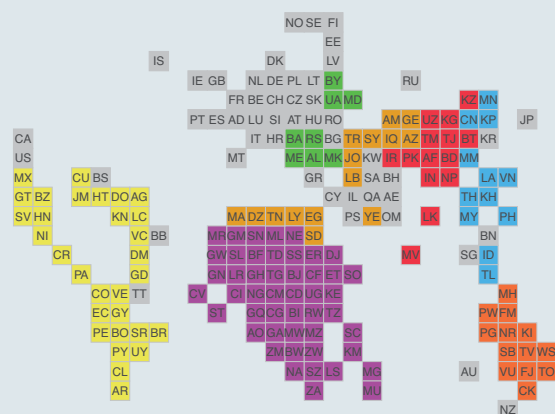 NO SE FI
EE
IS DK LV
IE GB NL DE PL LT BY RU
FR BE CH CZ SK UA MD KZ MN
PT ES AD LU SI AT HU RO AM GE UZ KG CN KP JP
CA IT HR BA RS BG TR SY IQ AZ TM TJ BT KR
US MT ME AL MK JO KW IR PK AF BD MM
MX CU BS GR LB SA BH IN NP LA VN
GT BZ JM HT DO AG CY IL QA AE TH KH
SV HN KN LC MA DZ TN LY EG PS YE OM LK MY PH
NI VC BB MR GM SN ML NE SD BN
CR DM GW SL BF TD SS ER DJ MV SG ID
PA GD GN LR GH TG BJ CF ET SO TL
CO VE TT CV CI NG CM CD UG KE MH
EC GY ST GQ CG BI RW TZ PW FM
PE BO SR BR AO GA MW MZ SC PG NR KI
PY UY ZM BW ZW KM SB TV WS
CL NA SZ LS MG AU VU FJ TO
AR ZA MU CK
NZ